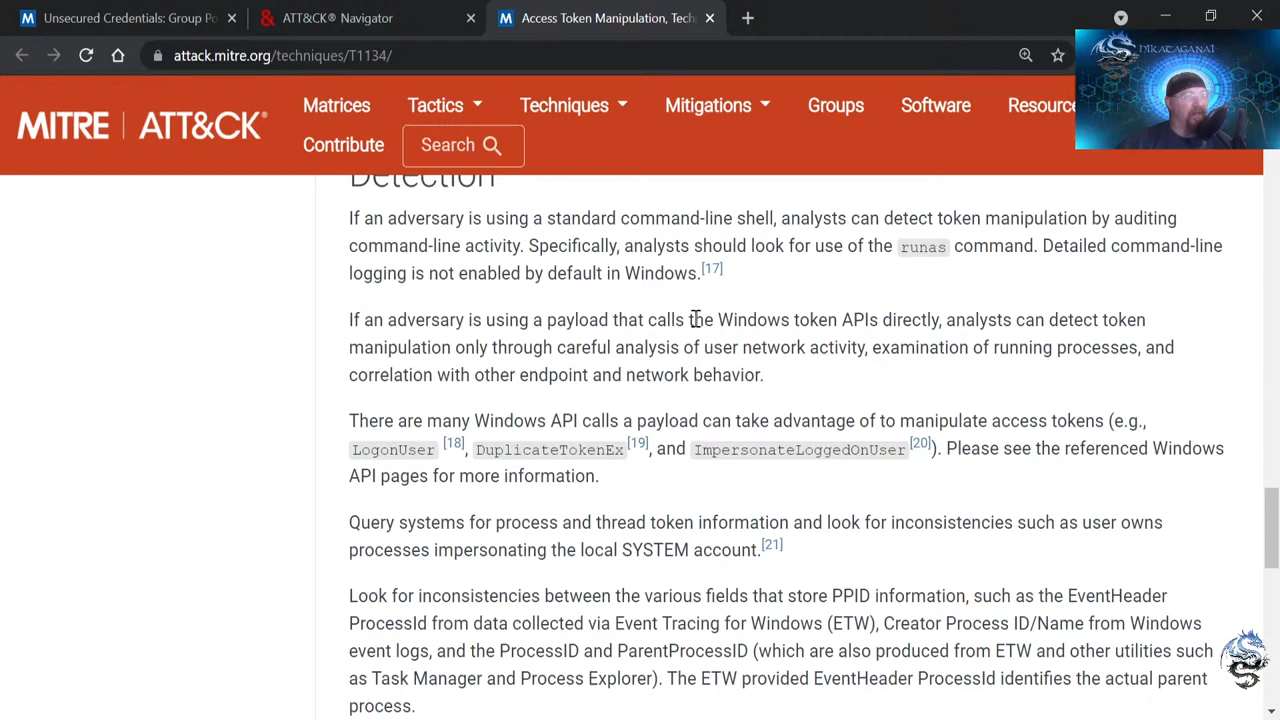 Unsecured Credentials: Group Po
ATT&CK® Navigator
Access Token Manipulation, Tech
attack.mitre.org/techniques/T1134/
HIKATAGANAI
MITRE | ATT&CK®
Matrices
Tactics
Techniques
Mitigations
Groups
Software
Resource
Contribute
Search
Detection
If an adversary is using a standard command-line shell, analysts can detect token manipulation by auditing
command-line activity. Specifically, analysts should look for use of the runas command. Detailed command-line
logging is not enabled by default in Windows.[17]
If an adversary is using a payload that calls the Windows token APIs directly, analysts can detect token
manipulation only through careful analysis of user network activity, examination of running processes, and
correlation with other endpoint and network behavior.
There are many Windows API calls a payload can take advantage of to manipulate access tokens (e.g.,
LogonUser [18], DuplicateTokenEx[19], and ImpersonateLoggedOnUser[20]). Please see the referenced Windows
API pages for more information.
Query systems for process and thread token information and look for inconsistencies such as user owns
processes impersonating the local SYSTEM account.[21]
Look for inconsistencies between the various fields that store PPID information, such as the EventHeader
ProcessId from data collected via Event Tracing for Windows (ETW), Creator Process ID/Name from Windows
event logs, and the ProcessID and ParentProcessID (which are also produced from ETW and other utilities such
as Task Manager and Process Explorer). The ETW provided EventHeader ProcessId identifies the actual parent
process.